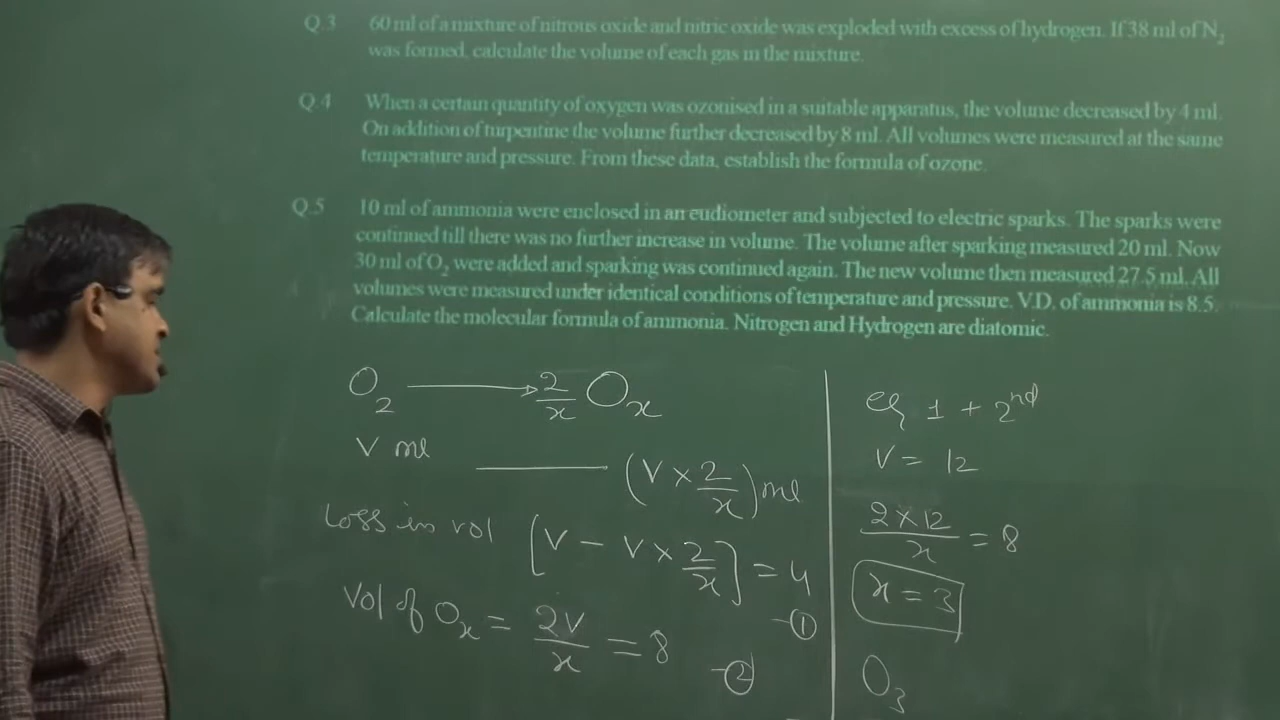 Q.3 60 ml of a mixture of nitrous oxide and nitric oxide was exploded with excess of hydrogen. If 38 ml of N₂
was formed, calculate the volume of each gas in the mixture.
Q.4 When a certain quantity of oxygen was ozonised in a suitable apparatus, the volume decreased by 4 ml.
On addition of turpentine the volume further decreased by 8 ml. All volumes were measured at the same
temperature and pressure. From these data, establish the formula of ozone.
Q.5 10 ml of ammonia were enclosed in an eudiometer and subjected to electric sparks. The sparks were
continued till there was no further increase in volume. The volume after sparking measured 20 ml. Now
30 ml of O₂ were added and sparking was continued again. The new volume then measured 27.5 ml. All
volumes were measured under identical conditions of temperature and pressure. V.D. of ammonia is 8.5.
Calculate the molecular formula of ammonia. Nitrogen and Hydrogen are diatomic.
O₂ → 2/x Oₓ
V ml — (V × 2/x) ml
Loss in vol [V − V × 2/x] = 4 —①
Vol of Oₓ = 2V/x = 8 —②
eq 1 + 2nd
V = 12
2 × 12/x = 8
x = 3
O₃